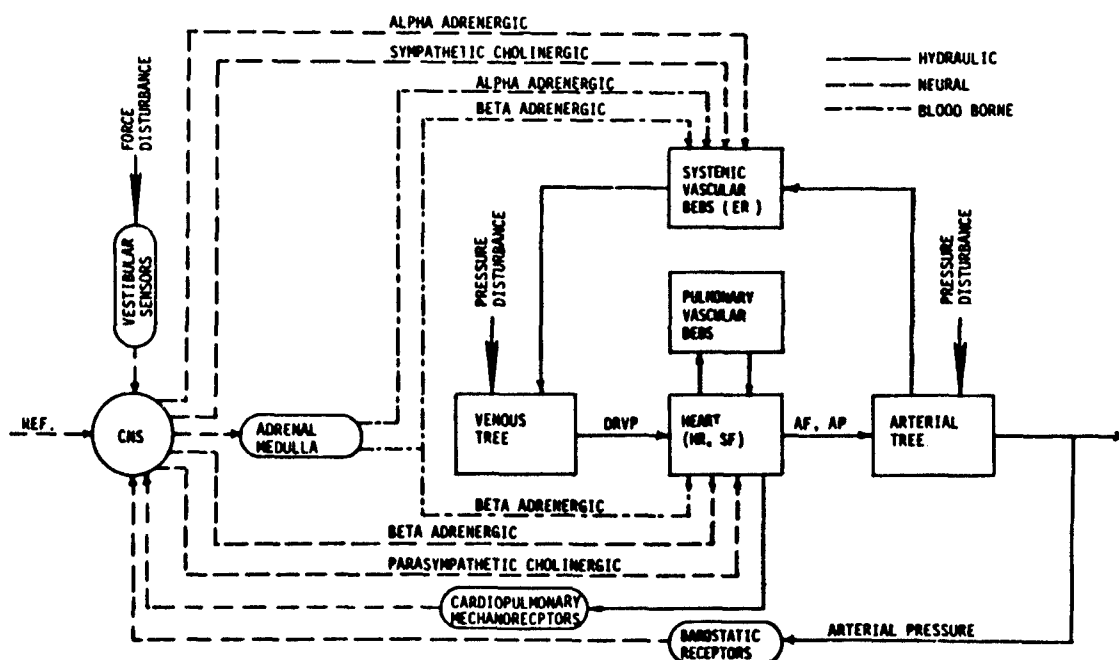 ALPHA ADRENERGIC
SYMPATHETIC CHOLINERGIC
ALPHA ADRENERGIC
BETA ADRENERGIC
HYDRAULIC
NEURAL
BLOOD BORNE
FORCE
DISTURBANCE
VESTIBULAR
SENSORS
SYSTEMIC
VASCULAR
BEBS (ER)
PRESSURE
DISTURBANCE
PULMONARY
VASCULAR
BEBS
PRESSURE
DISTURBANCE
REF.
CNS
ADRENAL
MEDULLA
VENOUS
TREE
DRVP
HEART
(HR, SF)
AF, AP
ARTERIAL
TREE
BETA ADRENERGIC
BETA ADRENERGIC
PARASYMPATHETIC CHOLINERGIC
CARDIOPULMONARY
MECHANORECPTORS
BAROSTATIC
RECEPTORS
ARTERIAL PRESSURE